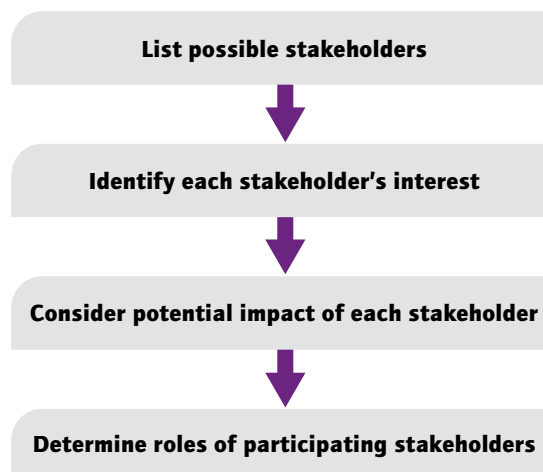 List possible stakeholders
Identify each stakeholder’s interest
Consider potential impact of each stakeholder
Determine roles of participating stakeholders